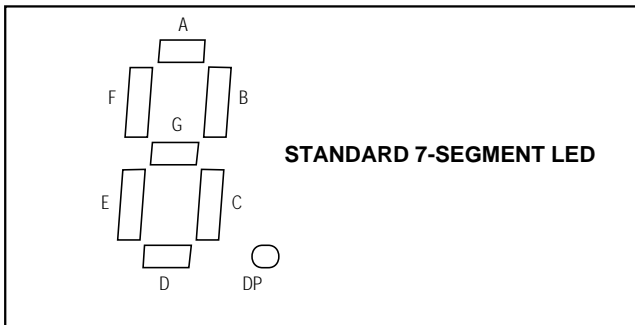 A
F B
G
STANDARD 7-SEGMENT LED
E C
D DP